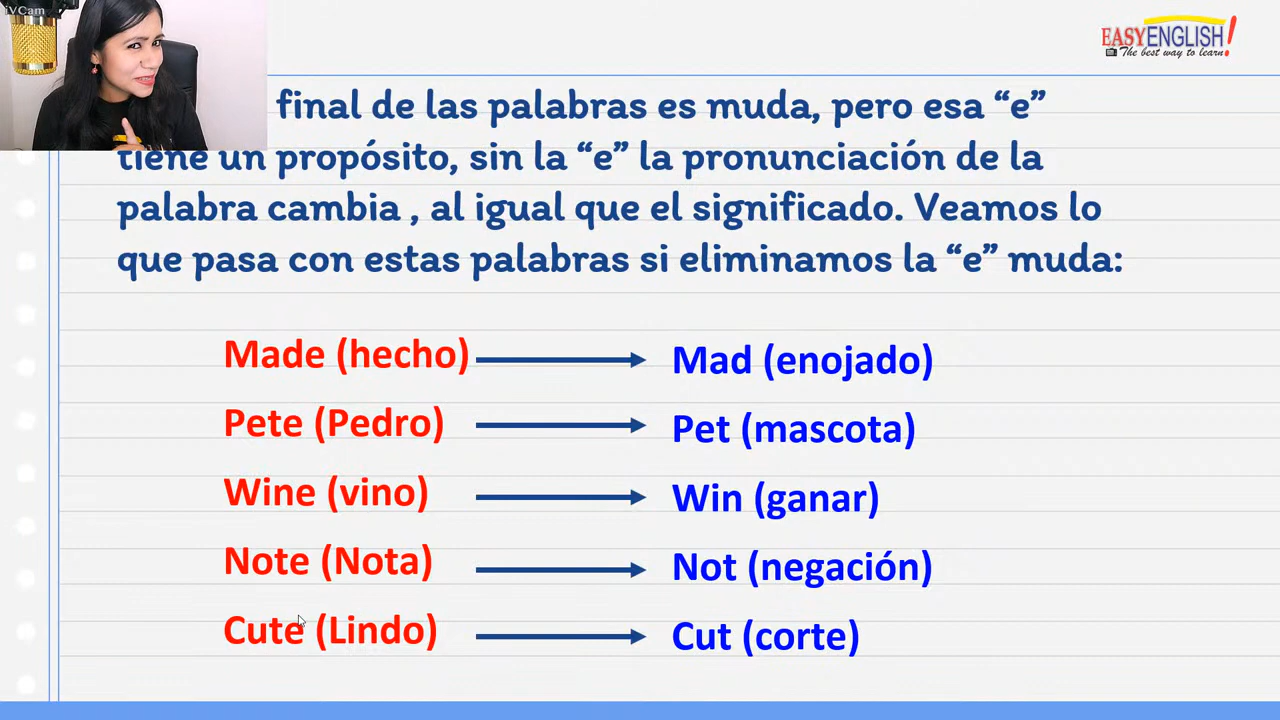 iVCam
EASYENGLISH!
The best way to learn!
final de las palabras es muda, pero esa “e”
tiene un propósito, sin la “e” la pronunciación de la
palabra cambia , al igual que el significado. Veamos lo
que pasa con estas palabras si eliminamos la “e” muda:
Made (hecho) Mad (enojado)
Pete (Pedro) Pet (mascota)
Wine (vino) Win (ganar)
Note (Nota) Not (negación)
Cute (Lindo) Cut (corte)